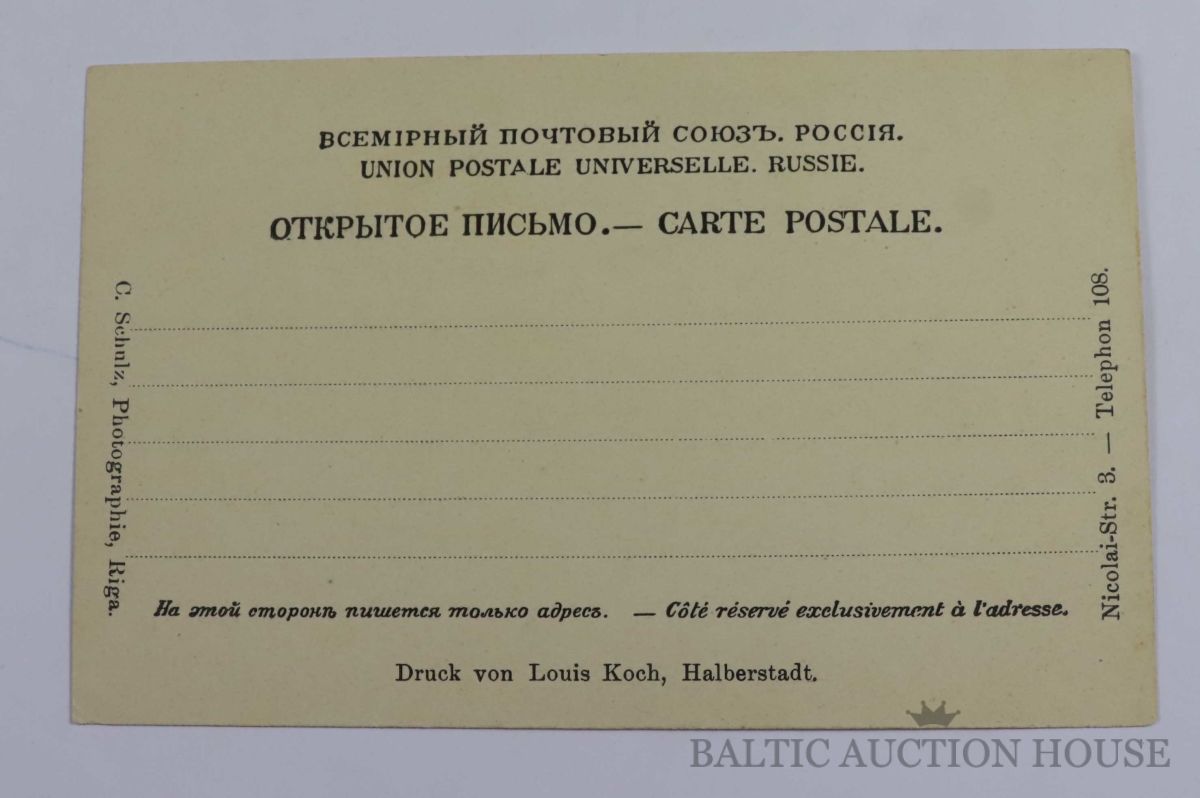 ВСЕМІРНЫЙ ПОЧТОВЫЙ СОЮЗЪ. РОССІЯ.
UNION POSTALE UNIVERSELLE. RUSSIE.
ОТКРЫТОЕ ПИСЬМО.— CARTE POSTALE.
C. Schulz, Photographie, Riga.
Nicolai-Str. 3. — Telephon 108.
На этой сторонѣ пишется только адресъ. — Côté réservé exclusivement à l'adresse.
Druck von Louis Koch, Halberstadt.
BALTIC AUCTION HOUSE